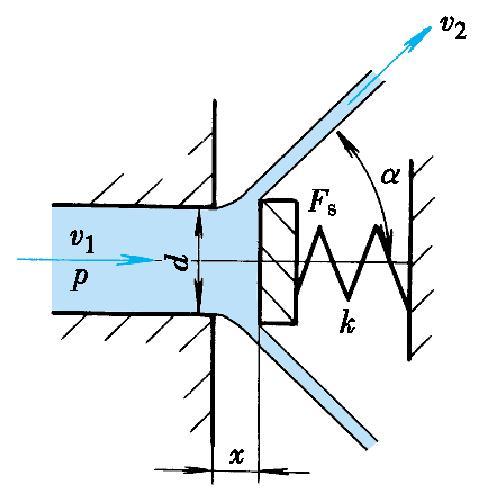 v₂
α
Fₛ
v₁
p
d
k
x